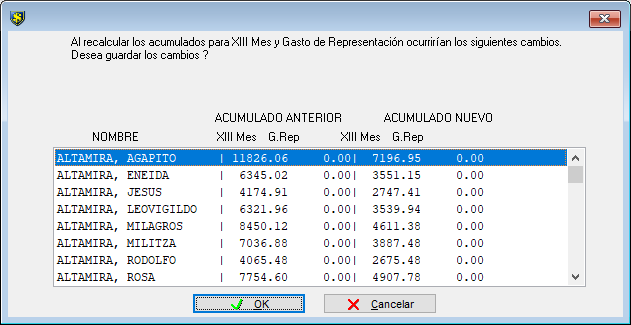 Al recalcular los acumulados para XIII Mes y Gasto de Representación ocurrirían los siguientes cambios.
Desea guardar los cambios ?
ACUMULADO ANTERIOR ACUMULADO NUEVO
NOMBRE XIII Mes G.Rep XIII Mes G.Rep
ALTAMIRA, AGAPITO | 11826.06 0.00| 7196.95 0.00
ALTAMIRA, ENEIDA | 6345.02 0.00| 3551.15 0.00
ALTAMIRA, JESUS | 4174.91 0.00| 2747.41 0.00
ALTAMIRA, LEOVIGILDO | 6321.96 0.00| 3539.94 0.00
ALTAMIRA, MILAGROS | 8450.12 0.00| 4611.38 0.00
ALTAMIRA, MILITZA | 7036.88 0.00| 3887.48 0.00
ALTAMIRA, RODOLFO | 4065.48 0.00| 2675.48 0.00
ALTAMIRA, ROSA | 7754.60 0.00| 4907.78 0.00
OK Cancelar